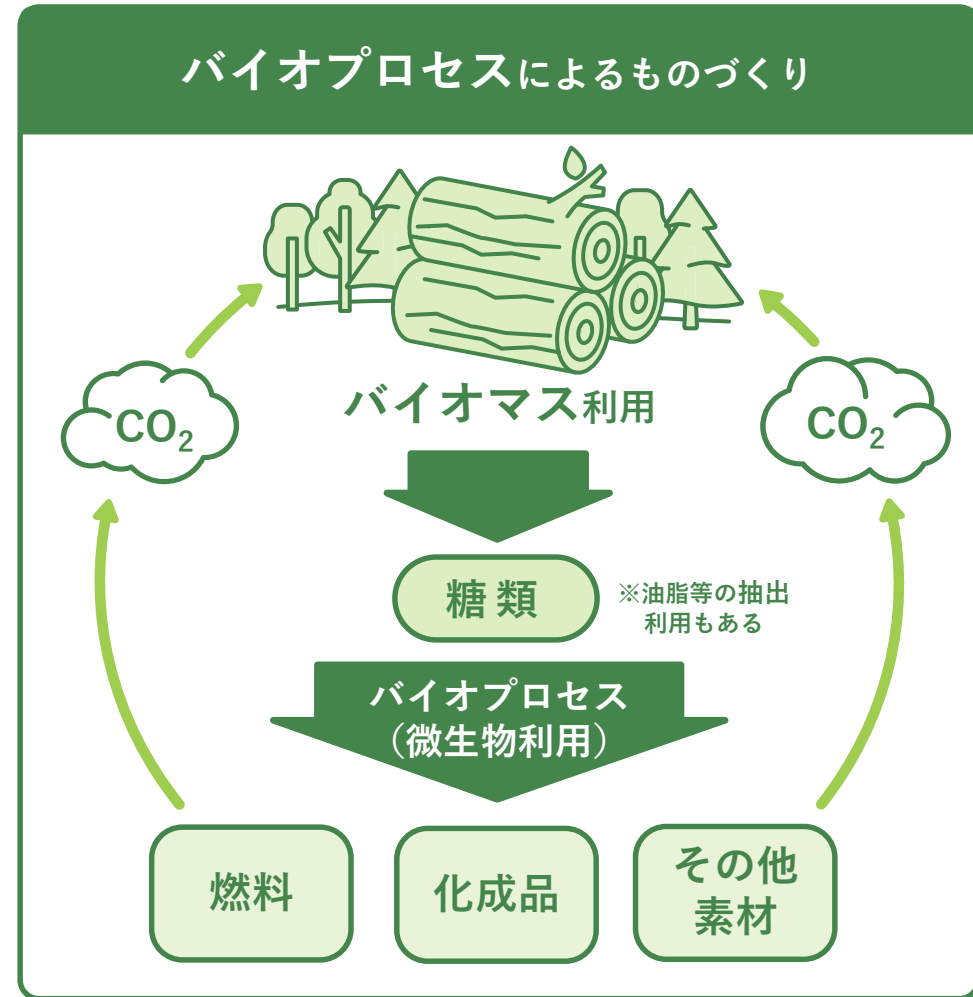 バイオプロセスによるものづくり
バイオマス利用
CO₂
CO₂
糖類
※油脂等の抽出
利用もある
バイオプロセス
（微生物利用）
燃料
化成品
その他
素材